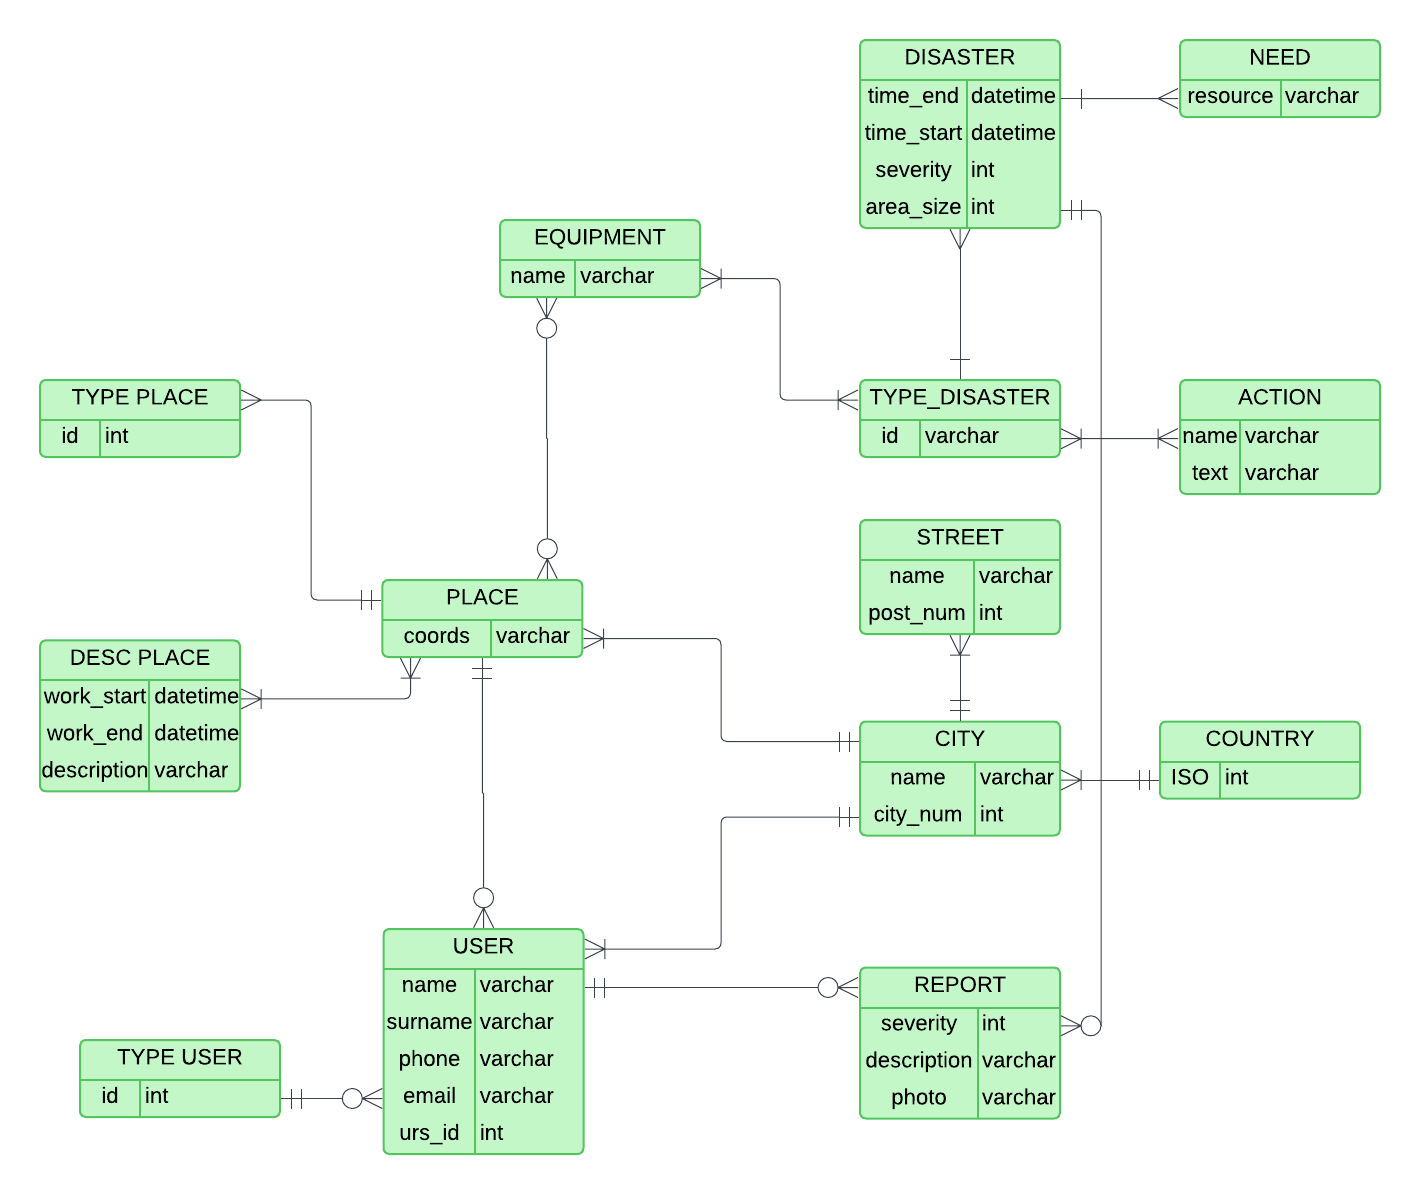 DISASTER
time_end datetime
time_start datetime
severity int
area_size int
NEED
resource varchar
EQUIPMENT
name varchar
TYPE PLACE
id int
TYPE_DISASTER
id varchar
ACTION
name varchar
text varchar
STREET
name varchar
post_num int
PLACE
coords varchar
DESC PLACE
work_start datetime
work_end datetime
description varchar
CITY
name varchar
city_num int
COUNTRY
ISO int
USER
name varchar
surname varchar
phone varchar
email varchar
urs_id int
REPORT
severity int
description varchar
photo varchar
TYPE USER
id int